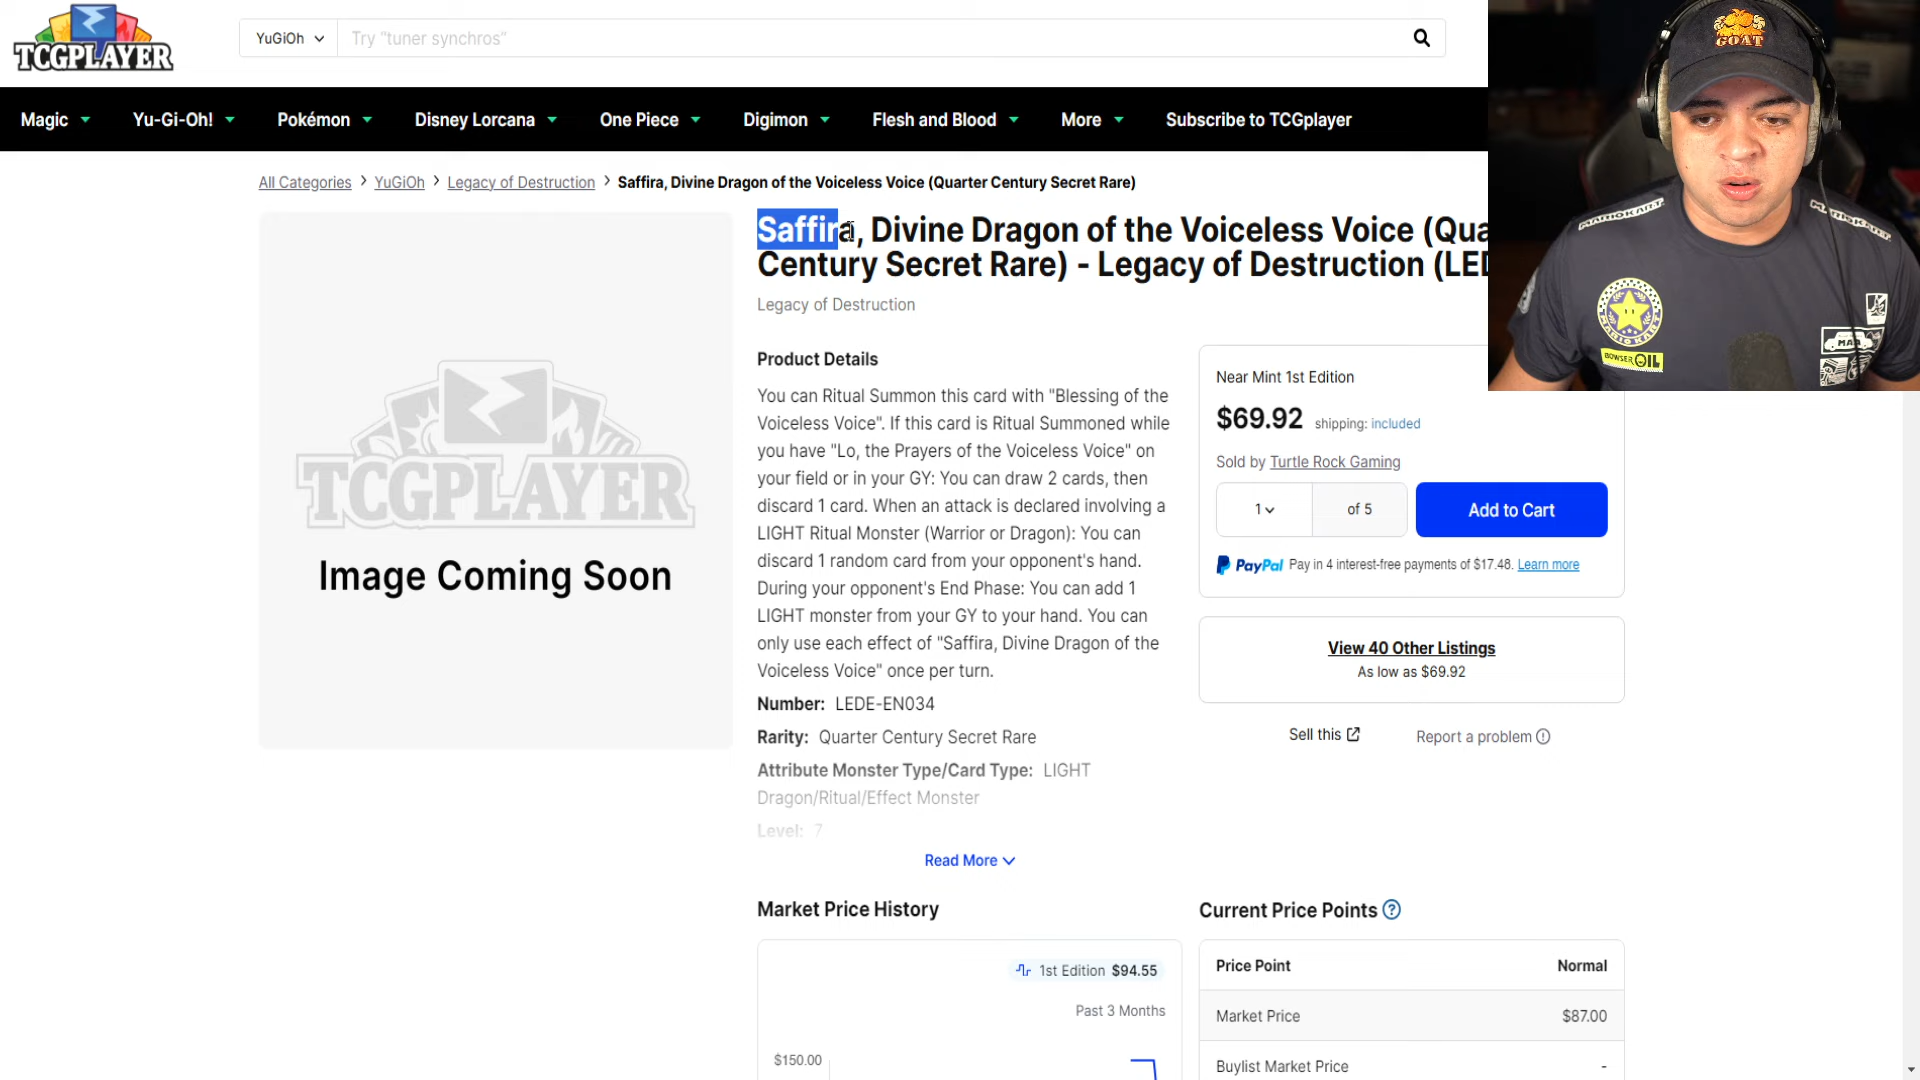 TCGPLAYER
YuGiOh
Try “tuner synchros”
Magic
Yu-Gi-Oh!
Pokémon
Disney Lorcana
One Piece
Digimon
Flesh and Blood
More
Subscribe to TCGplayer
All Categories > YuGiOh > Legacy of Destruction > Saffira, Divine Dragon of the Voiceless Voice (Quarter Century Secret Rare)
Saffira, Divine Dragon of the Voiceless Voice (Qua
Century Secret Rare) - Legacy of Destruction (LED
Legacy of Destruction
TCGPLAYER
Image Coming Soon
Product Details
You can Ritual Summon this card with "Blessing of the
Voiceless Voice". If this card is Ritual Summoned while
you have "Lo, the Prayers of the Voiceless Voice" on
your field or in your GY: You can draw 2 cards, then
discard 1 card. When an attack is declared involving a
LIGHT Ritual Monster (Warrior or Dragon): You can
discard 1 random card from your opponent's hand.
During your opponent's End Phase: You can add 1
LIGHT monster from your GY to your hand. You can
only use each effect of "Saffira, Divine Dragon of the
Voiceless Voice" once per turn.
Number: LEDE-EN034
Rarity: Quarter Century Secret Rare
Attribute Monster Type/Card Type: LIGHT
Dragon/Ritual/Effect Monster
Level: 7
Read More
Near Mint 1st Edition
$69.92 shipping: included
Sold by Turtle Rock Gaming
1 of 5
Add to Cart
PayPal Pay in 4 interest-free payments of $17.48. Learn more
View 40 Other Listings
As low as $69.92
Sell this
Report a problem
Market Price History
1st Edition $94.55
Past 3 Months
$150.00
Current Price Points
Price Point Normal
Market Price $87.00
Buylist Market Price -
GOAT
MARIOKART
BOWSER OIL